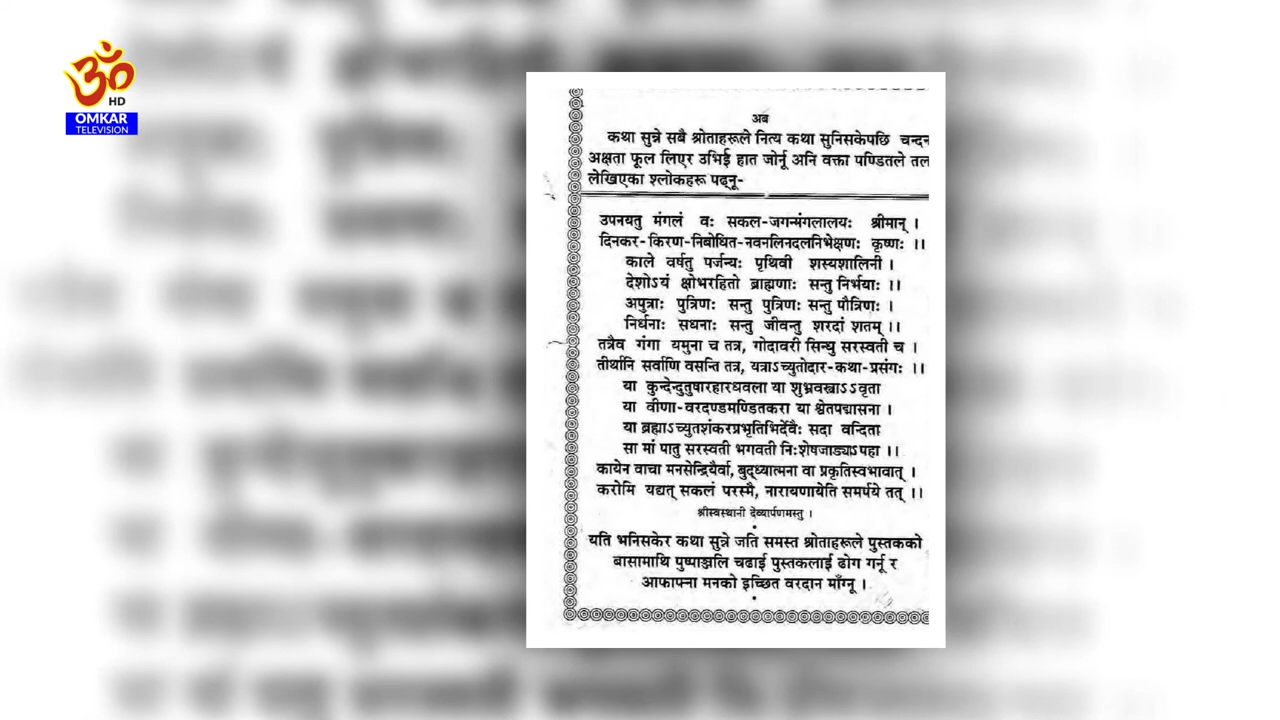 ॐ
HD
OMKAR
TELEVISION
अब
कथा सुन्ने सबै श्रोताहरूले नित्य कथा सुनिसकेपछि चन्दन
अक्षता फूल लिएर उभिई हात जोर्नू अनि वक्ता पण्डितले तल
लेखिएका श्लोकहरू पढ्नू-
उपनयतु मंगलं वः सकल-जगन्मंगलालयः श्रीमान् ।
दिनकर-किरण-निबोधित-नवनलिनदलनिभेक्षणः कृष्णः ।।
काले वर्षतु पर्जन्यः पृथिवी शस्यशालिनी ।
देशोऽयं क्षोभरहितो ब्राह्मणाः सन्तु निर्भयाः ।।
अपुत्राः पुत्रिणः सन्तु पुत्रिणः सन्तु पौत्रिणः ।
निर्धनाः सधनाः सन्तु जीवन्तु शरदां शतम् ।।
तत्रैव गंगा यमुना च तत्र, गोदावरी सिन्धु सरस्वती च ।
तीर्थानि सर्वाणि वसन्ति तत्र, यत्राऽच्युतोदार-कथा-प्रसंगः ।।
या कुन्देन्दुतुषारहारधवला या शुभ्रवस्त्राऽऽवृता
या वीणा-वरदण्डमण्डितकरा या श्वेतपद्मासना ।
या ब्रह्माऽच्युतशंकरप्रभृतिभिर्देवैः सदा वन्दिता
सा मां पातु सरस्वती भगवती निःशेषजाड्यऽपहा ।।
कायेन वाचा मनसेन्द्रियैर्वा, बुद्ध्यात्मना वा प्रकृतिस्वभावात् ।
करोमि यद्यत् सकलं परस्मै, नारायणायेति समर्पये तत् ।।
श्रीस्वस्थानी देव्यार्पणमस्तु ।
यति भनिसकेर कथा सुन्ने जति समस्त श्रोताहरूले पुस्तकको
बासामाथि पुष्पाञ्जलि चढाई पुस्तकलाई ढोग गर्नू र
आफाफ्ना मनको इच्छित वरदान माँग्नू ।